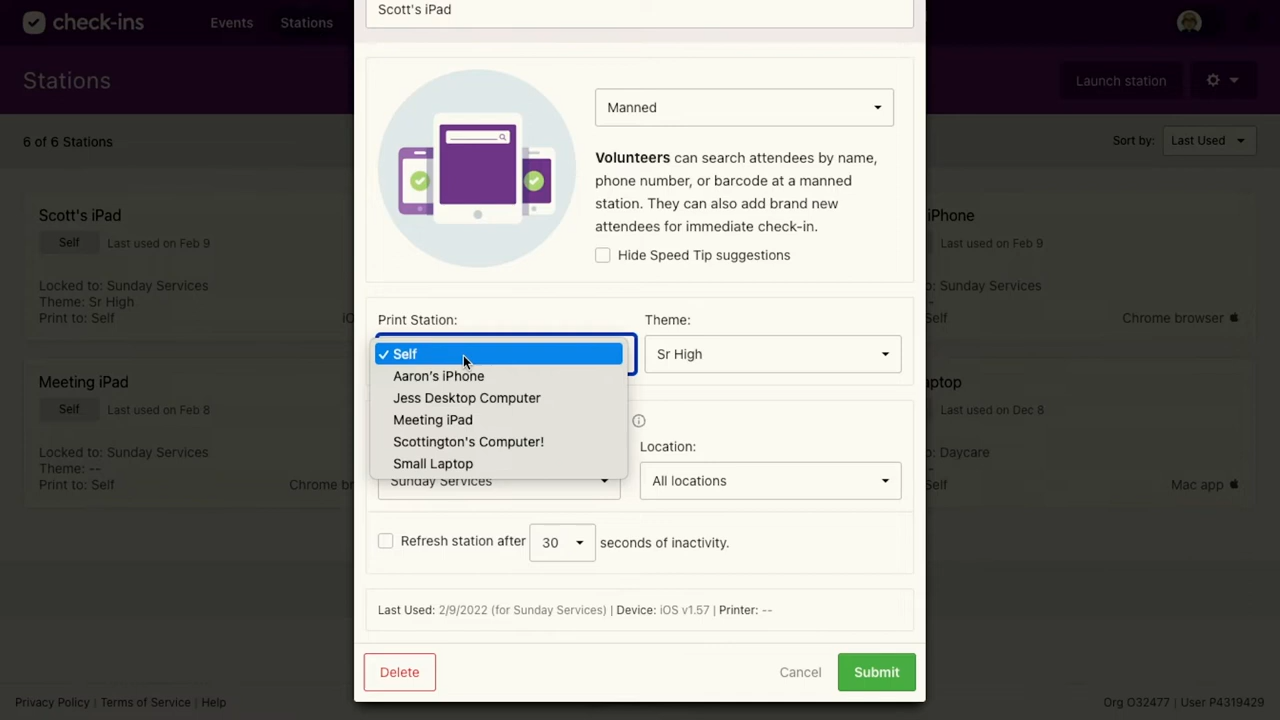 check-ins
Events
Stations
Stations
Launch station
6 of 6 Stations
Sort by:
Last Used
Scott's iPad
Self
Last used on Feb 9
Locked to: Sunday Services
Theme: Sr High
Print to: Self
Meeting iPad
Self
Last used on Feb 8
Locked to: Sunday Services
Theme: --
Print to: Self
Chrome br
Scott's iPad
Manned
Volunteers can search attendees by name,
phone number, or barcode at a manned
station. They can also add brand new
attendees for immediate check-in.
Hide Speed Tip suggestions
Print Station:
Self
Aaron’s iPhone
Jess Desktop Computer
Meeting iPad
Scottington's Computer!
Small Laptop
Theme:
Sr High
Sunday Services
Location:
All locations
Refresh station after 30 seconds of inactivity.
Last Used: 2/9/2022 (for Sunday Services) | Device: iOS v1.57 | Printer: --
Delete
Cancel
Submit
iPhone
Last used on Feb 9
: Sunday Services
--
Self
Chrome browser
aptop
Last used on Dec 8
: Daycare
--
Self
Mac app
Privacy Policy | Terms of Service | Help
Org O32477 | User P4319429